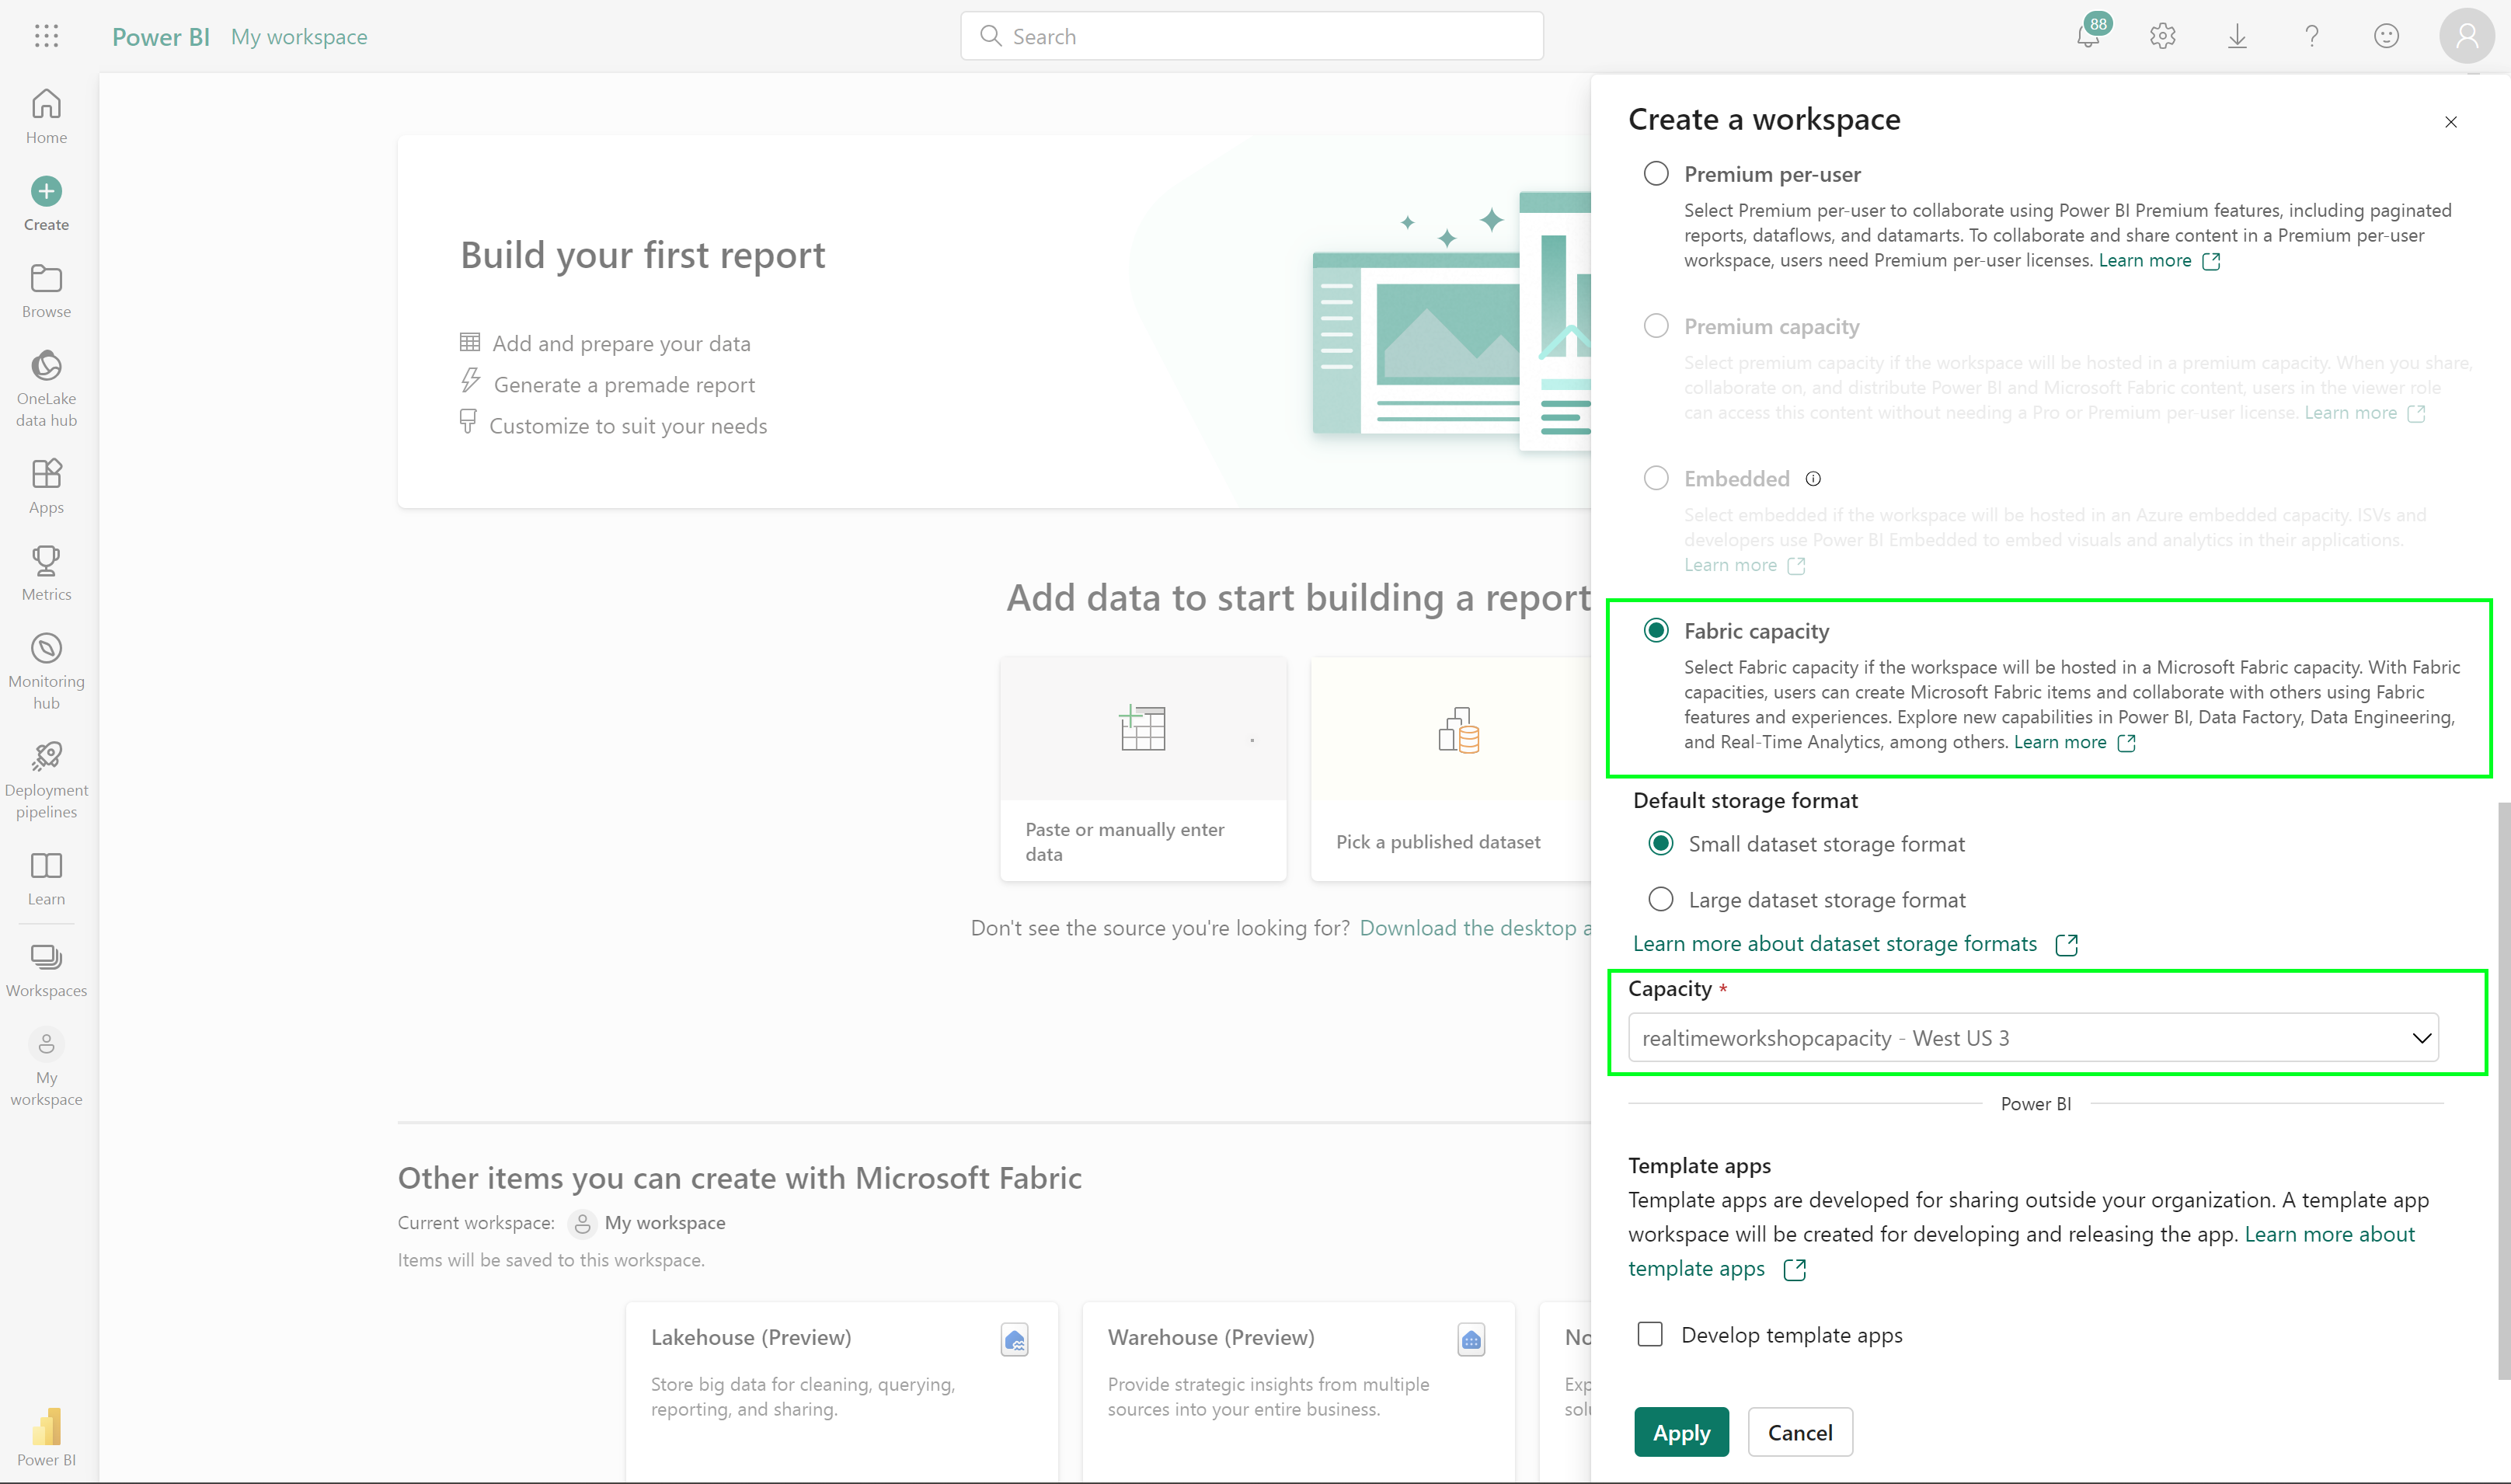 Power BI My workspace
Search
88
Home
Create
Browse
OneLake
data hub
Apps
Metrics
Monitoring
hub
Deployment
pipelines
Learn
Workspaces
My
workspace
Power BI
Build your first report
Add and prepare your data
Generate a premade report
Customize to suit your needs
Add data to start building a report
Paste or manually enter
data
Pick a published dataset
Don't see the source you're looking for? Download the desktop a
Other items you can create with Microsoft Fabric
Current workspace: My workspace
Items will be saved to this workspace.
Lakehouse (Preview)
Store big data for cleaning, querying,
reporting, and sharing.
Warehouse (Preview)
Provide strategic insights from multiple
sources into your entire business.
No
Exp
solu
Create a workspace
Premium per-user
Select Premium per-user to collaborate using Power BI Premium features, including paginated
reports, dataflows, and datamarts. To collaborate and share content in a Premium per-user
workspace, users need Premium per-user licenses. Learn more
Premium capacity
Select premium capacity if the workspace will be hosted in a premium capacity. When you share,
collaborate on, and distribute Power BI and Microsoft Fabric content, users in the viewer role
can access this content without needing a Pro or Premium per-user license. Learn more
Embedded
Select embedded if the workspace will be hosted in an Azure embedded capacity. ISVs and
developers use Power BI Embedded to embed visuals and analytics in their applications.
Learn more
Fabric capacity
Select Fabric capacity if the workspace will be hosted in a Microsoft Fabric capacity. With Fabric
capacities, users can create Microsoft Fabric items and collaborate with others using Fabric
features and experiences. Explore new capabilities in Power BI, Data Factory, Data Engineering,
and Real-Time Analytics, among others. Learn more
Default storage format
Small dataset storage format
Large dataset storage format
Learn more about dataset storage formats
Capacity *
realtimeworkshopcapacity - West US 3
Power BI
Template apps
Template apps are developed for sharing outside your organization. A template app
workspace will be created for developing and releasing the app. Learn more about
template apps
Develop template apps
Apply
Cancel